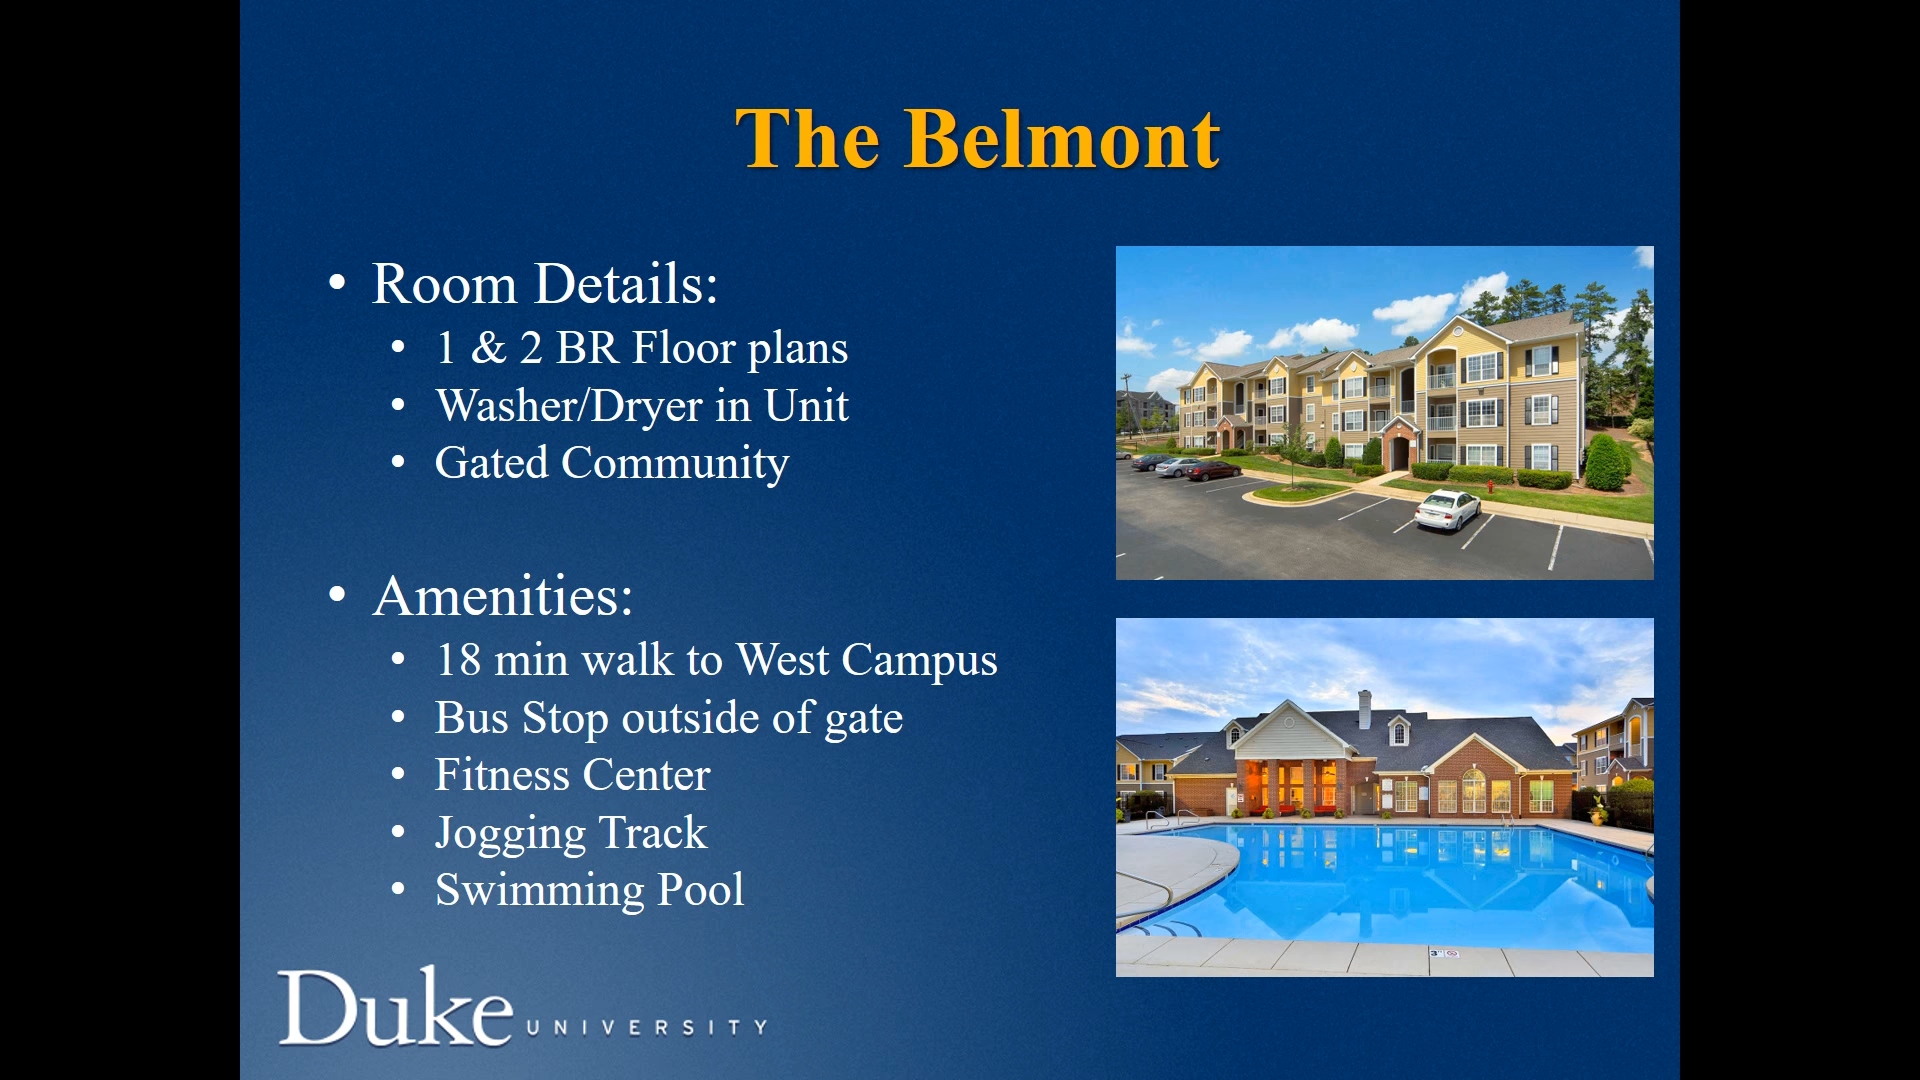 The Belmont
• Room Details:
• 1 & 2 BR Floor plans
• Washer/Dryer in Unit
• Gated Community
• Amenities:
• 18 min walk to West Campus
• Bus Stop outside of gate
• Fitness Center
• Jogging Track
• Swimming Pool
Duke UNIVERSITY